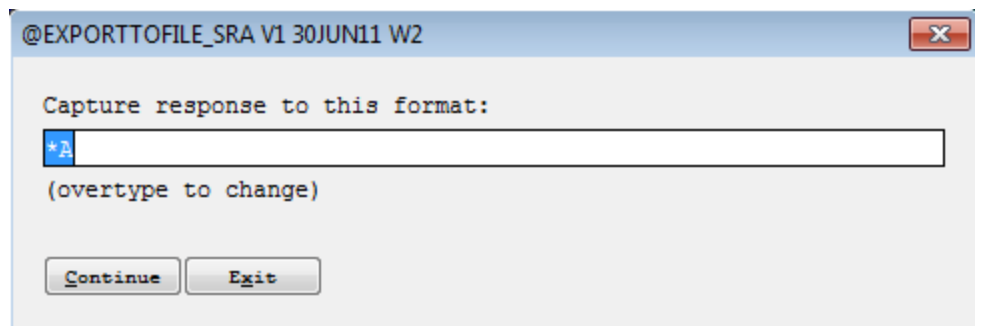 @EXPORTTOFILE_SRA V1 30JUN11 W2
Capture response to this format:
*A
(overtype to change)
Continue Exit